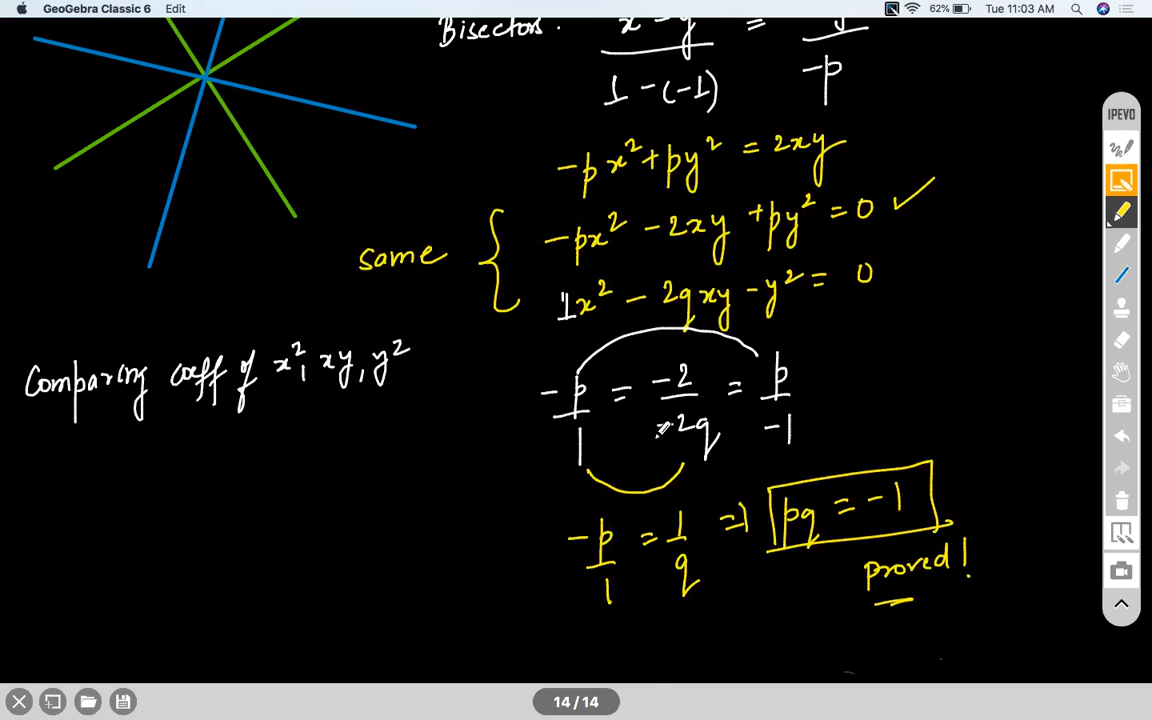 GeoGebra Classic 6 Edit 62% Tue 11:03 AM
Bisectors. x² - y² / 1 - (-1) = / -p
IPEVO
-px² + py² = 2xy
-px² - 2xy + py² = 0 ✓
same
1x² - 2qxy - y² = 0
Comparing coeff of x², xy, y²
-p/1 = -2/-2q = p/-1
-p/1 = 1/q ⇒ pq = -1
proved!
14 / 14